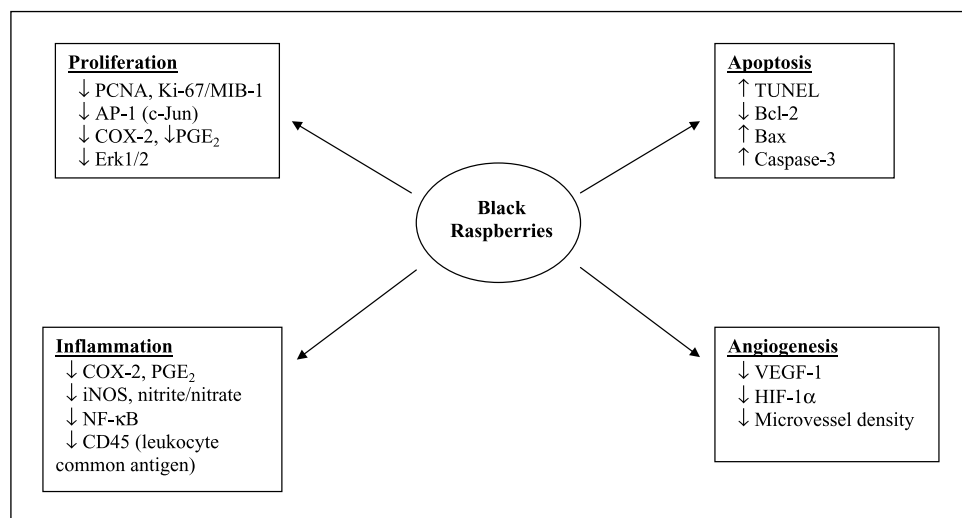 Proliferation
↓ PCNA, Ki-67/MIB-1
↓ AP-1 (c-Jun)
↓ COX-2, ↓PGE₂
↓ Erk1/2
Apoptosis
↑ TUNEL
↓ Bcl-2
↑ Bax
↑ Caspase-3
Black
Raspberries
Inflammation
↓ COX-2, PGE₂
↓ iNOS, nitrite/nitrate
↓ NF-κB
↓ CD45 (leukocyte
common antigen)
Angiogenesis
↓ VEGF-1
↓ HIF-1α
↓ Microvessel density